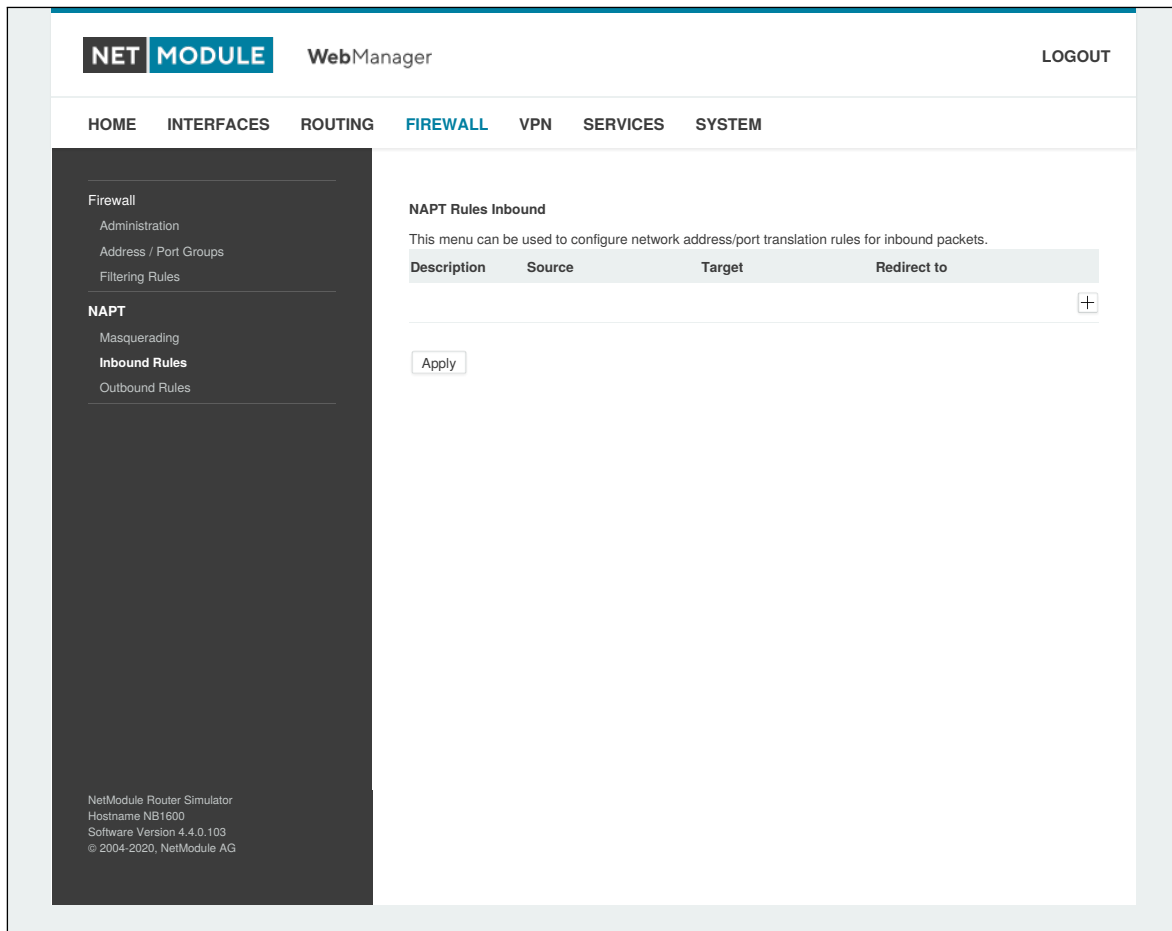 NET MODULE WebManager LOGOUT
HOME INTERFACES ROUTING FIREWALL VPN SERVICES SYSTEM
Firewall
Administration
Address / Port Groups
Filtering Rules
NAPT
Masquerading
Inbound Rules
Outbound Rules
NAPT Rules Inbound
This menu can be used to configure network address/port translation rules for inbound packets.
Description Source Target Redirect to
Apply
NetModule Router Simulator
Hostname NB1600
Software Version 4.4.0.103
© 2004-2020, NetModule AG